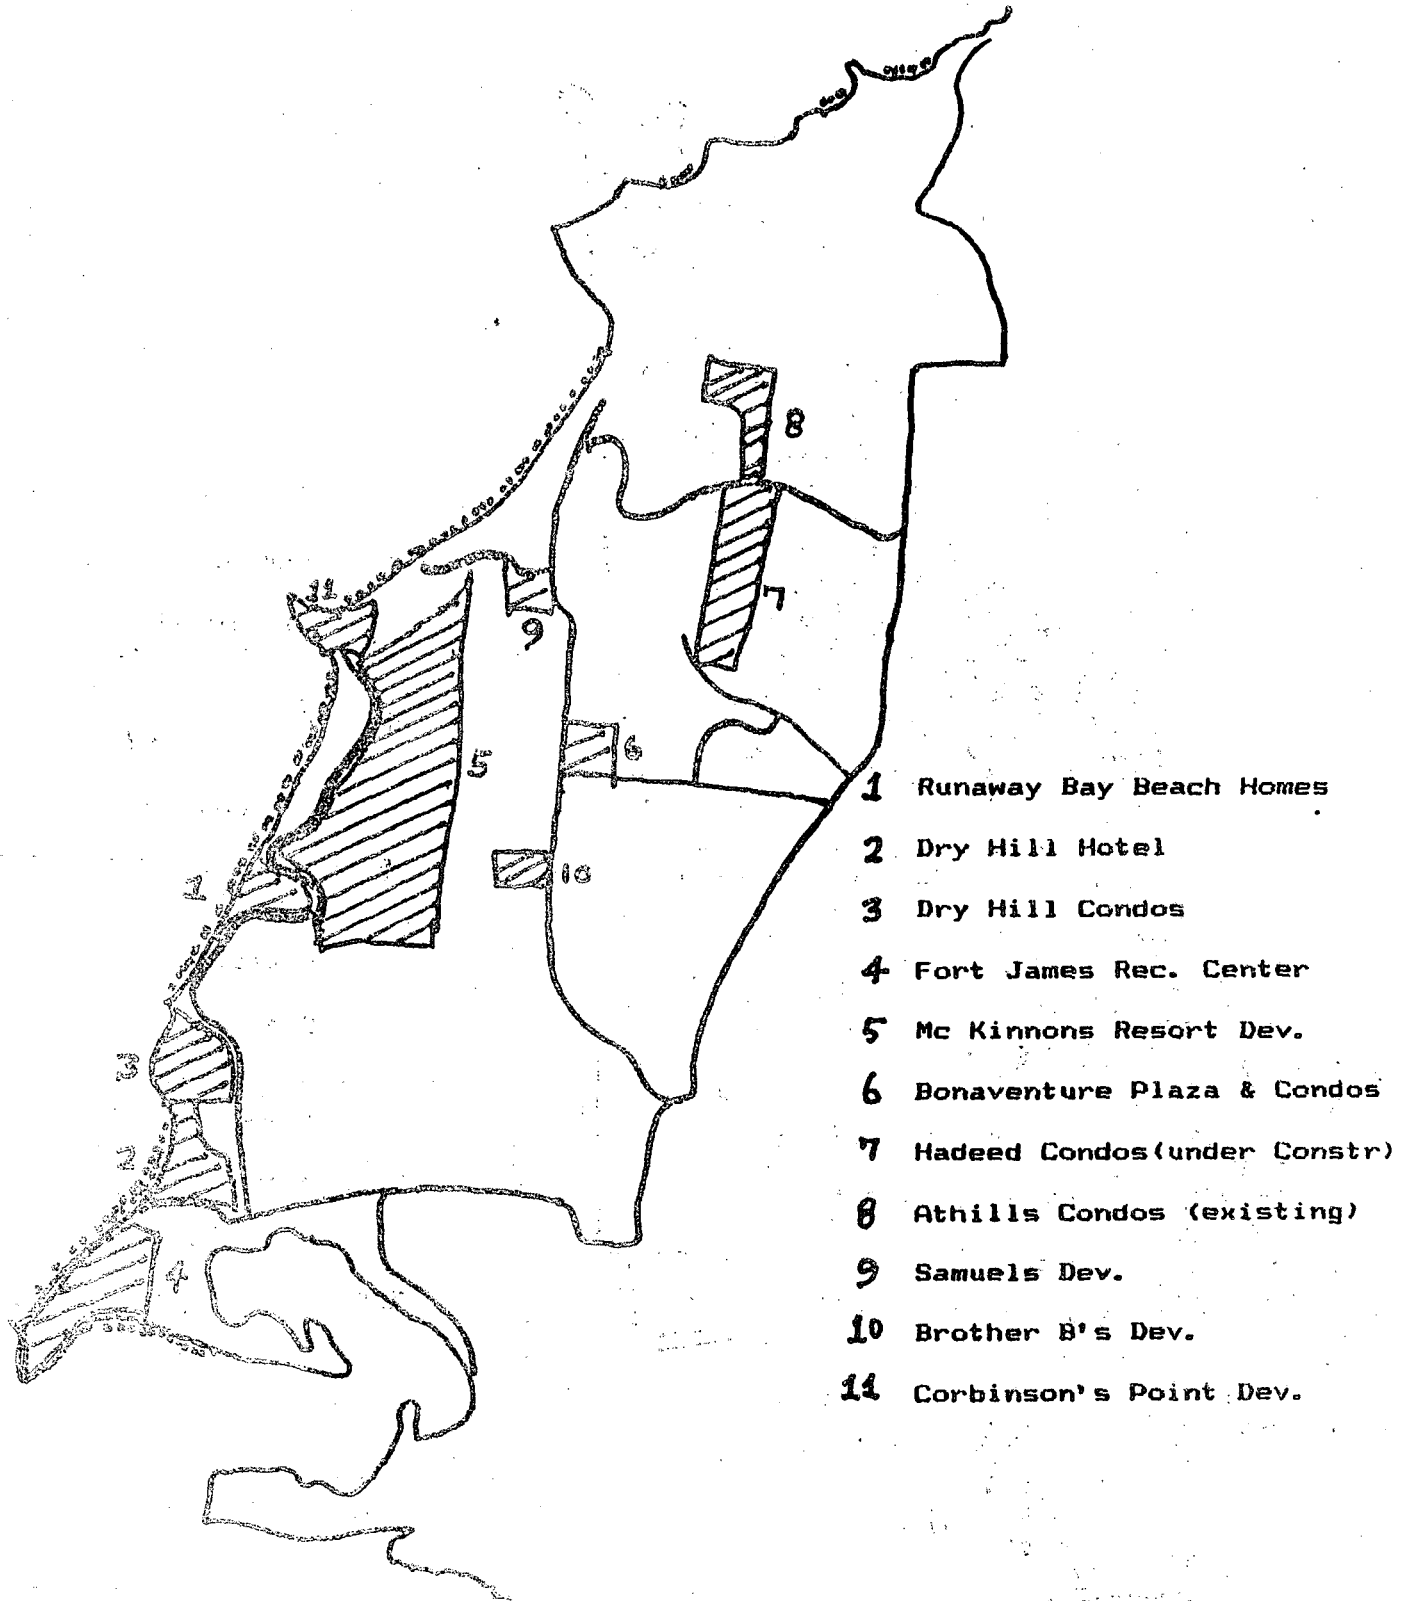 8
11
9
7
5
6
10
1
3
2
4
1 Runaway Bay Beach Homes
2 Dry Hill Hotel
3 Dry Hill Condos
4 Fort James Rec. Center
5 Mc Kinnons Resort Dev.
6 Bonaventure Plaza & Condos
7 Hadeed Condos(under Constr)
8 Athills Condos (existing)
9 Samuels Dev.
10 Brother B's Dev.
11 Corbinson's Point Dev.